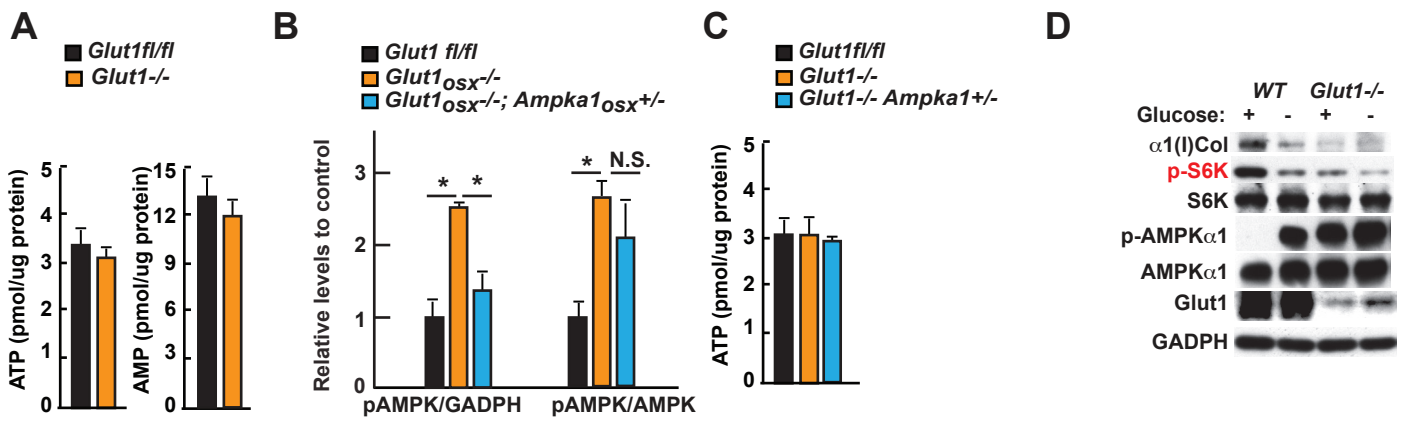 A
Glut1fl/fl
Glut1-/-
ATP (pmol/ug protein)
5
4
3
2
1
0
AMP (pmol/ug protein)
15
12
9
6
3
0
B
Glut1 fl/fl
Glut1osx-/-
Glut1osx-/-; Ampka1osx+/-
Relative levels to control
3
2
1
0
* *
* N.S.
pAMPK/GADPH pAMPK/AMPK
C
Glut1fl/fl
Glut1-/-
Glut1-/- Ampka1+/-
ATP (pmol/ug protein)
5
4
3
2
1
0
D
WT Glut1-/-
Glucose: + - + -
α1(I)Col
p-S6K
S6K
p-AMPKα1
AMPKα1
Glut1
GADPH